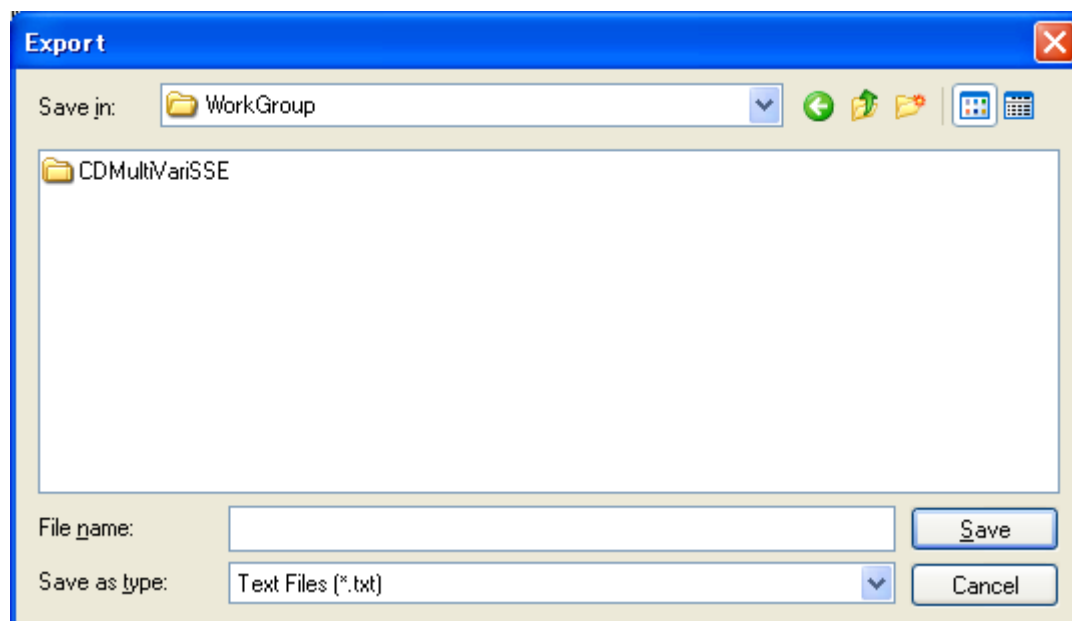 Export
Save in: WorkGroup
CDMultiVariSSE
File name: Save
Save as type: Text Files (*.txt) Cancel